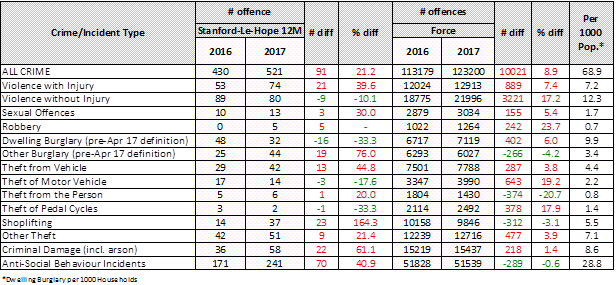 # offence # offences Per 1000 Pop.*
Crime/Incident Type Stanford-Le-Hope 12M # diff % diff Force # diff % diff
2016 2017 2016 2017
ALL CRIME 430 521 91 21.2 113179 123200 10021 8.9 68.9
Violence with Injury 53 74 21 39.6 12024 12913 889 7.4 7.2
Violence without Injury 89 80 -9 -10.1 18775 21996 3221 17.2 12.3
Sexual Offences 10 13 3 30.0 2879 3034 155 5.4 1.7
Robbery 0 5 5 - 1022 1264 242 23.7 0.7
Dwelling Burglary (pre-Apr 17 definition) 48 32 -16 -33.3 6717 7119 402 6.0 9.9
Other Burglary (pre-Apr 17 definition) 25 44 19 76.0 6293 6027 -266 -4.2 3.4
Theft from Vehicle 29 42 13 44.8 7501 7788 287 3.8 4.4
Theft of Motor Vehicle 17 14 -3 -17.6 3347 3990 643 19.2 2.2
Theft from the Person 5 6 1 20.0 1804 1430 -374 -20.7 0.8
Theft of Pedal Cycles 3 2 -1 -33.3 2114 2492 378 17.9 1.4
Shoplifting 14 37 23 164.3 10158 9846 -312 -3.1 5.5
Other Theft 42 51 9 21.4 12239 12716 477 3.9 7.1
Criminal Damage (incl. arson) 36 58 22 61.1 15219 15437 218 1.4 8.6
Anti-Social Behaviour Incidents 171 241 70 40.9 51828 51539 -289 -0.6 28.8
*Dwelling Burglary per 1000 Households